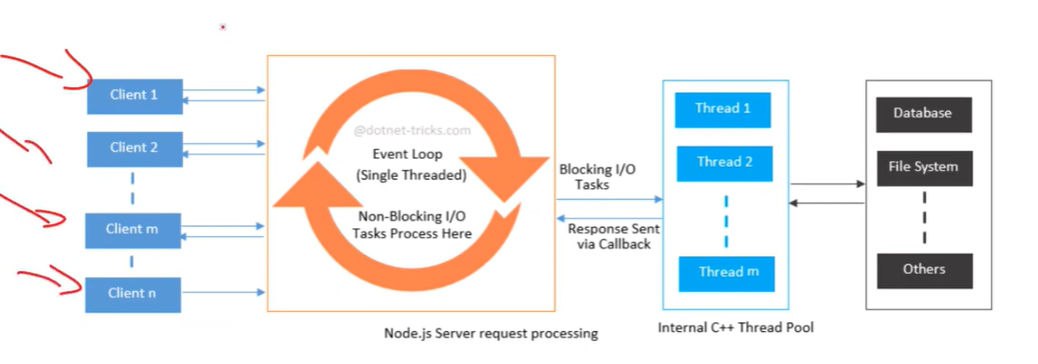 Client 1
Client 2
Client m
Client n
@dotnet-tricks.com
Event Loop
(Single Threaded)
Non-Blocking I/O
Tasks Process Here
Blocking I/O
Tasks
Response Sent
via Callback
Thread 1
Thread 2
Thread m
Database
File System
Others
Node.js Server request processing
Internal C++ Thread Pool